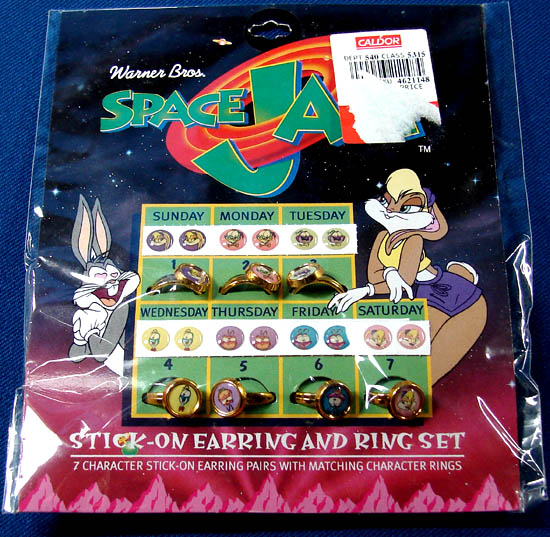 CALDOR
DEPT 540 CLASS 5315
4621148
PRICE
Warner Bros.
SPACE JA
TM
SUNDAY MONDAY TUESDAY
1 2 3
WEDNESDAY THURSDAY FRIDAY SATURDAY
4 5 6 7
STICK-ON EARRING AND RING SET
7 CHARACTER STICK-ON EARRING PAIRS WITH MATCHING CHARACTER RINGS